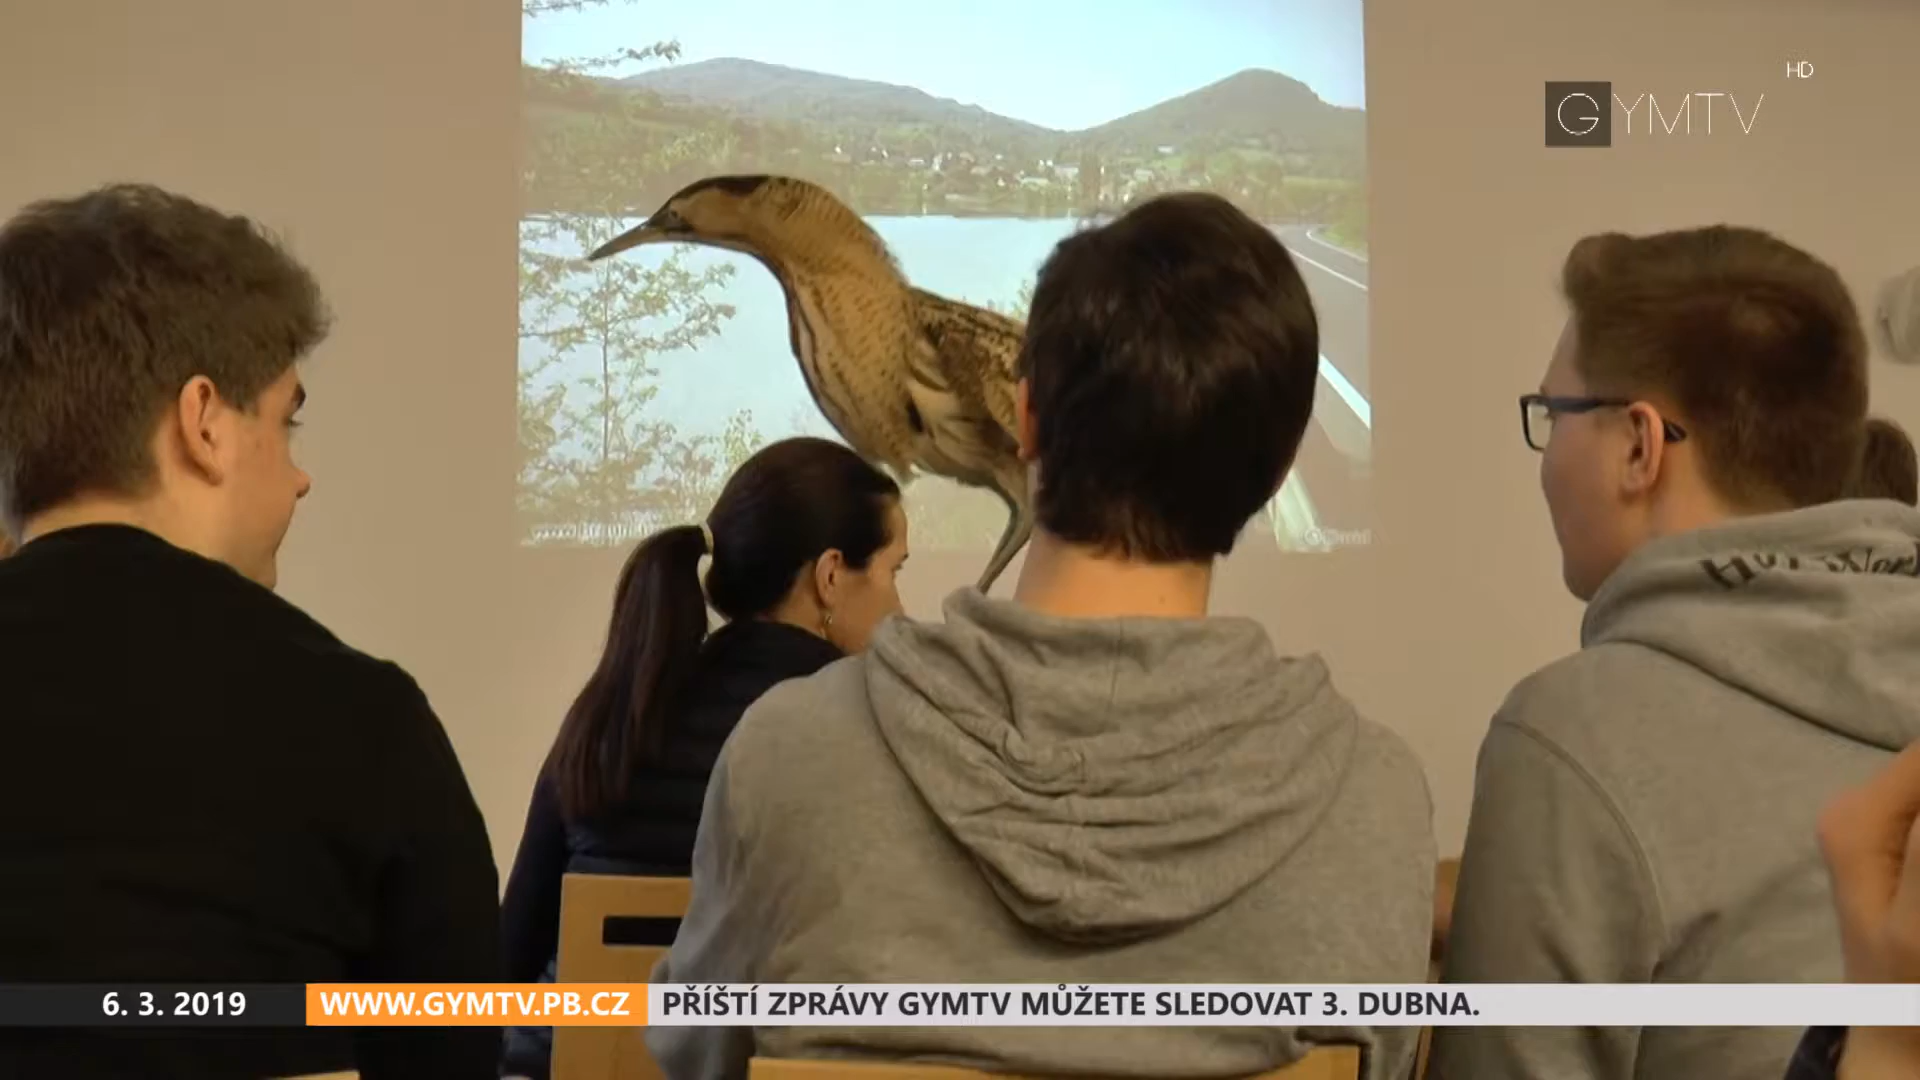 HD
GYMTV
6. 3. 2019
WWW.GYMTV.PB.CZ
PŘÍŠTÍ ZPRÁVY GYMTV MŮŽETE SLEDOVAT 3. DUBNA.